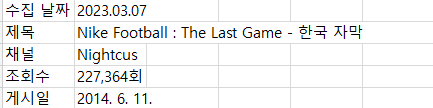 수집 날짜 2023.03.07
제목 Nike Football : The Last Game - 한국 자막
채널 Nightcus
조회수 227,364회
게시일 2014. 6. 11.